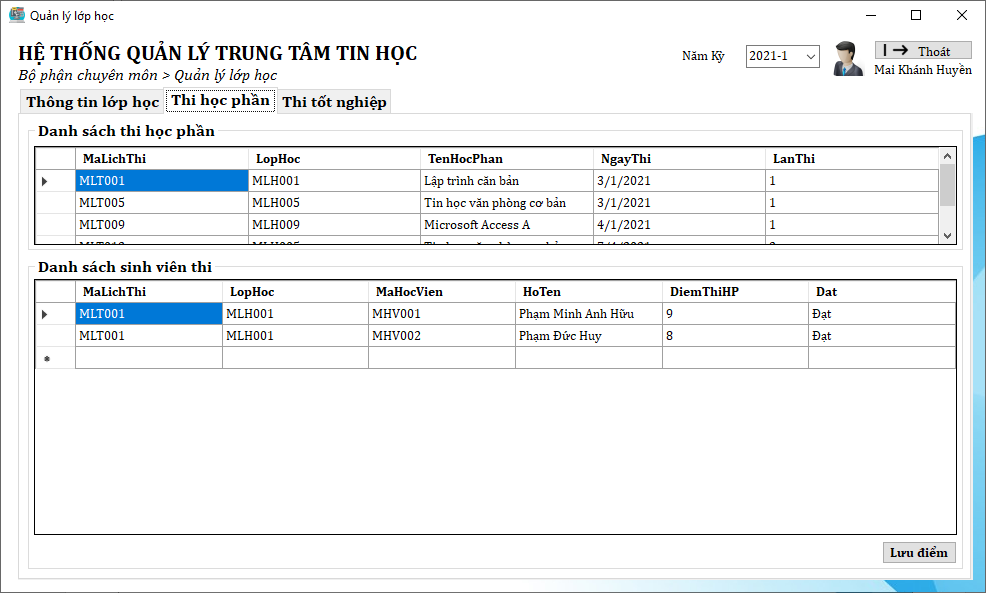 Quản lý lớp học
HỆ THỐNG QUẢN LÝ TRUNG TÂM TIN HỌC
Năm Kỳ 2021-1 Thoát
Bộ phận chuyên môn > Quản lý lớp học
Mai Khánh Huyền
Thông tin lớp học Thi học phần Thi tốt nghiệp
Danh sách thi học phần
MaLichThi LopHoc TenHocPhan NgayThi LanThi
MLT001 MLH001 Lập trình căn bản 3/1/2021 1
MLT005 MLH005 Tin học văn phòng cơ bản 3/1/2021 1
MLT009 MLH009 Microsoft Access A 4/1/2021 1
Danh sách sinh viên thi
MaLichThi LopHoc MaHocVien HoTen DiemThiHP Dat
MLT001 MLH001 MHV001 Phạm Minh Anh Hữu 9 Đạt
MLT001 MLH001 MHV002 Phạm Đức Huy 8 Đạt
Lưu điểm